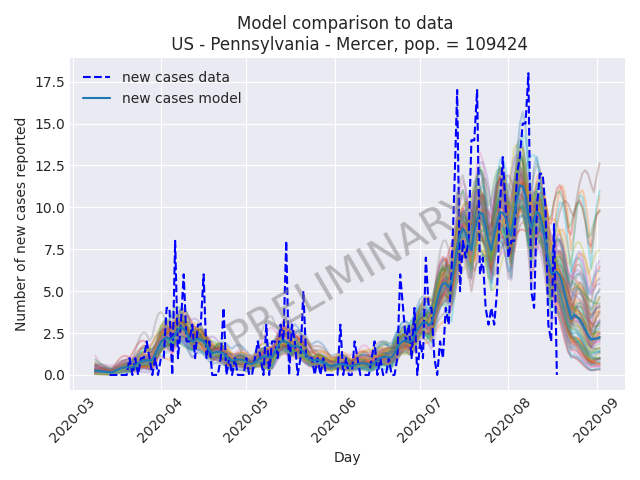 Model comparison to data
US - Pennsylvania - Mercer, pop. = 109424
new cases data
new cases model
Number of new cases reported
17.5
15.0
12.5
10.0
7.5
5.0
2.5
0.0
PRELIMINARY
2020-03
2020-04
2020-05
2020-06
2020-07
2020-08
2020-09
Day